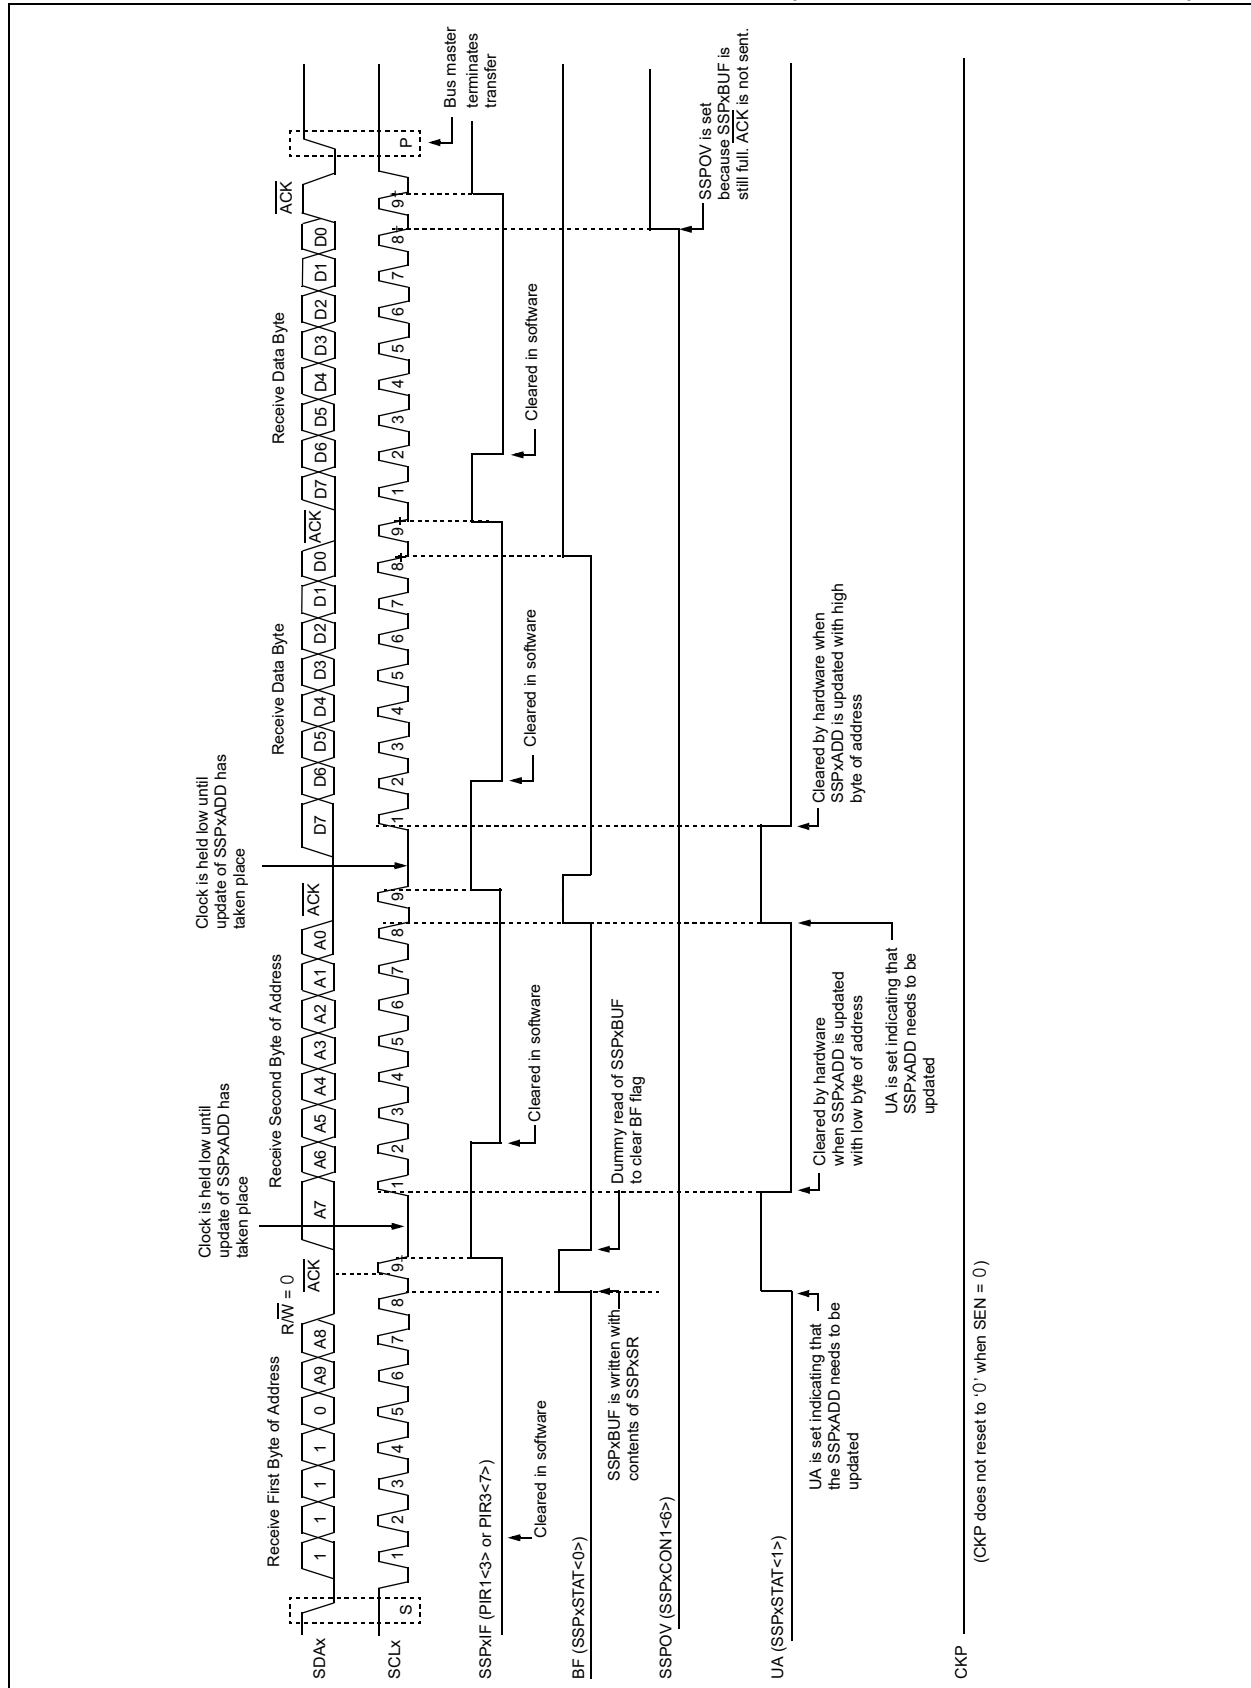 Receive First Byte of Address
R/W = 0
ACK
Clock is held low until
update of SSPxADD has
taken place
Receive Second Byte of Address
ACK
Clock is held low until
update of SSPxADD has
taken place
Receive Data Byte
ACK
Receive Data Byte
ACK
SDAx
1 1 1 1 0 A9 A8 A7 A6 A5 A4 A3 A2 A1 A0 D7 D6 D5 D4 D3 D2 D1 D0 D7 D6 D5 D4 D3 D2 D1 D0
SCLx
S 1 2 3 4 5 6 7 8 9 1 2 3 4 5 6 7 8 9 1 2 3 4 5 6 7 8 9 1 2 3 4 5 6 7 8 9 P
Bus master
terminates
transfer
SSPxIF (PIR1<3> or PIR3<7>)
Cleared in software
Cleared in software
Cleared in software
Cleared in software
BF (SSPxSTAT<0>)
SSPxBUF is written with
contents of SSPxSR
Dummy read of SSPxBUF
to clear BF flag
SSPOV (SSPxCON1<6>)
SSPOV is set
because SSPxBUF is
still full. ACK is not sent.
UA (SSPxSTAT<1>)
UA is set indicating that
the SSPxADD needs to be
updated
Cleared by hardware
when SSPxADD is updated
with low byte of address
UA is set indicating that
SSPxADD needs to be
updated
Cleared by hardware when
SSPxADD is updated with high
byte of address
CKP
(CKP does not reset to ‘0’ when SEN = 0)